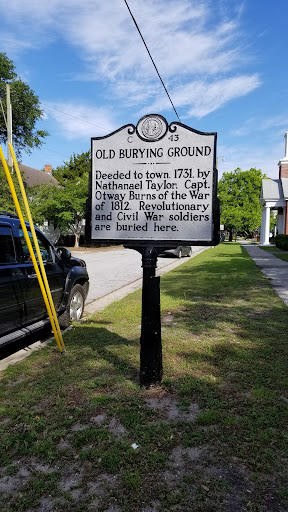 C 43
OLD BURYING GROUND
Deeded to town, 1731, by
Nathanael Taylor. Capt.
Otway Burns of the War
of 1812, Revolutionary
and Civil War soldiers
are buried here.